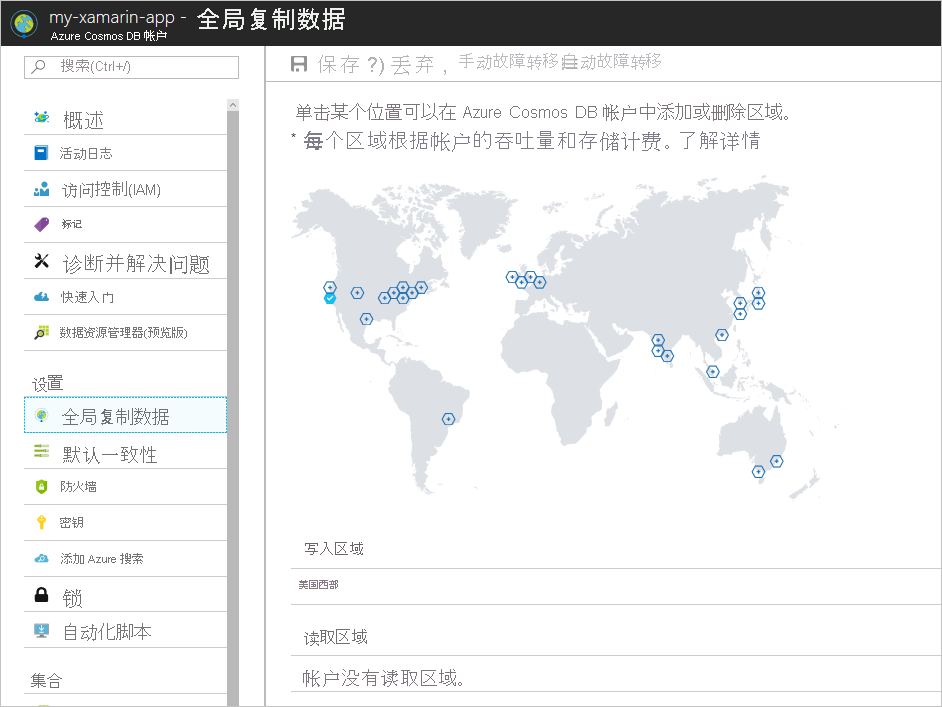 my-xamarin-app - 全局复制数据
Azure Cosmos DB 帐户
搜索(Ctrl+/)
概述
活动日志
访问控制(IAM)
标记
诊断并解决问题
快速入门
数据资源管理器(预览版)
设置
全局复制数据
默认一致性
防火墙
密钥
添加 Azure 搜索
锁
自动化脚本
集合
保存 ?) 丢弃 , 手动故障转移自动故障转移
单击某个位置可以在 Azure Cosmos DB 帐户中添加或删除区域。
* 每个区域根据帐户的吞吐量和存储计费。了解详情
写入区域
美国西部
读取区域
帐户没有读取区域。